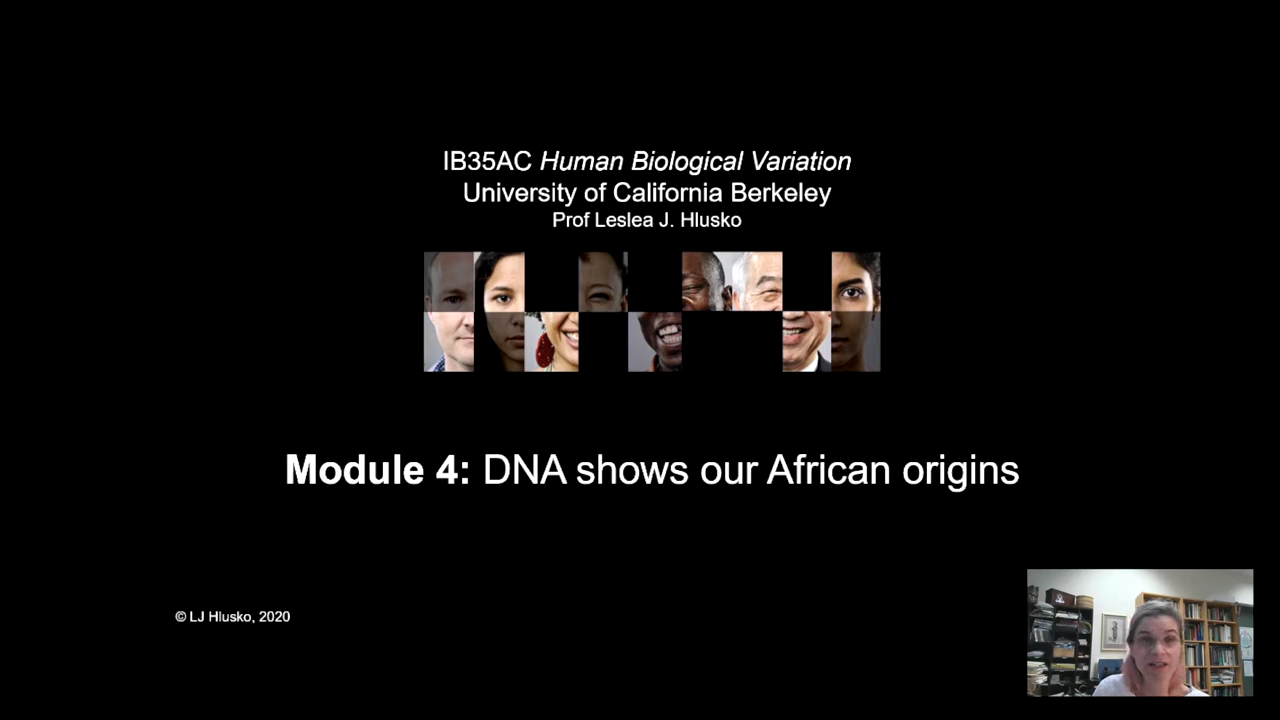 IB35AC Human Biological Variation
University of California Berkeley
Prof Leslea J. Hlusko
Module 4: DNA shows our African origins
© LJ Hlusko, 2020